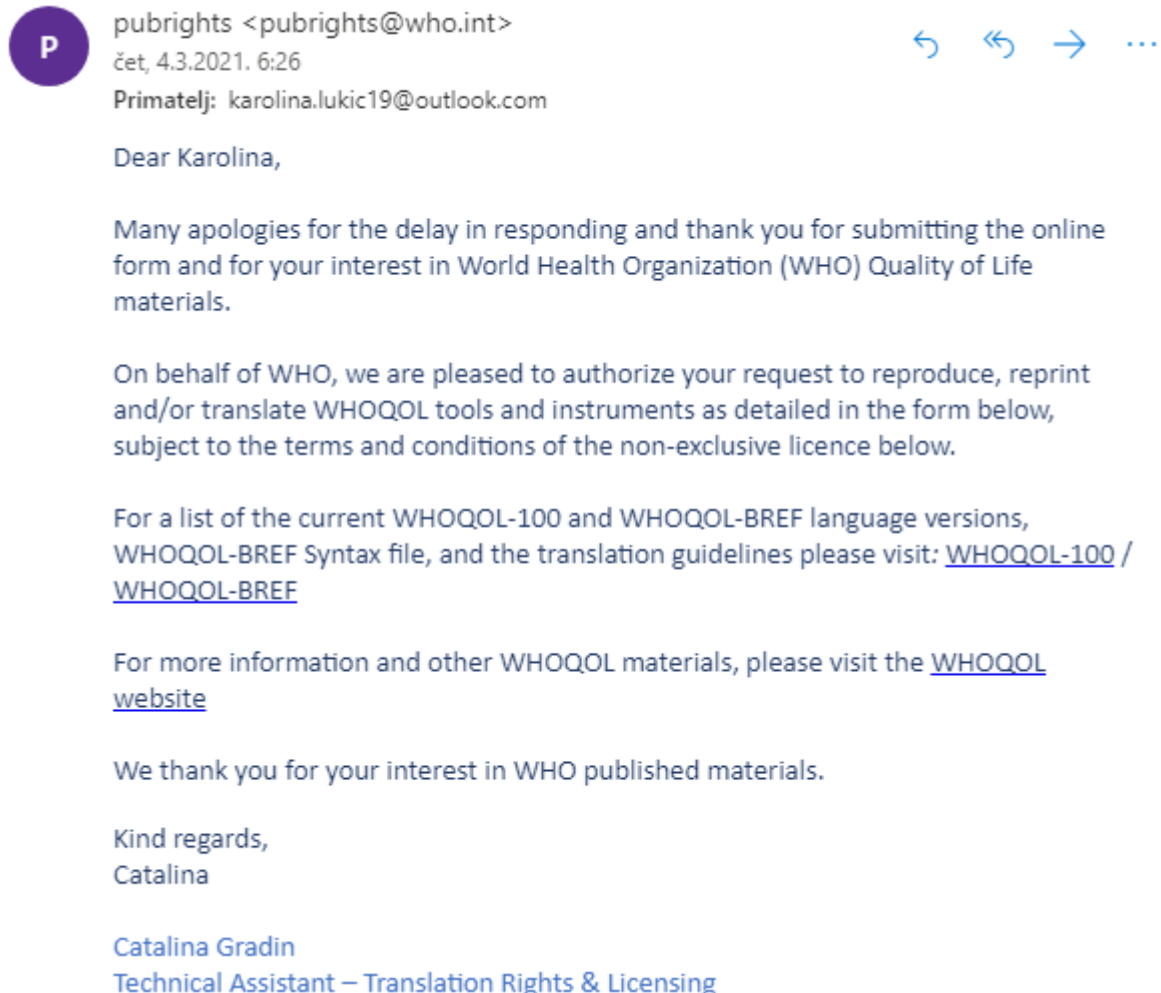 P
pubrights <pubrights@who.int>
čet, 4.3.2021. 6:26
Primatelj: karolina.lukic19@outlook.com
Dear Karolina,
Many apologies for the delay in responding and thank you for submitting the online
form and for your interest in World Health Organization (WHO) Quality of Life
materials.
On behalf of WHO, we are pleased to authorize your request to reproduce, reprint
and/or translate WHOQOL tools and instruments as detailed in the form below,
subject to the terms and conditions of the non-exclusive licence below.
For a list of the current WHOQOL-100 and WHOQOL-BREF language versions,
WHOQOL-BREF Syntax file, and the translation guidelines please visit: WHOQOL-100 /
WHOQOL-BREF
For more information and other WHOQOL materials, please visit the WHOQOL
website
We thank you for your interest in WHO published materials.
Kind regards,
Catalina
Catalina Gradin
Technical Assistant – Translation Rights & Licensing